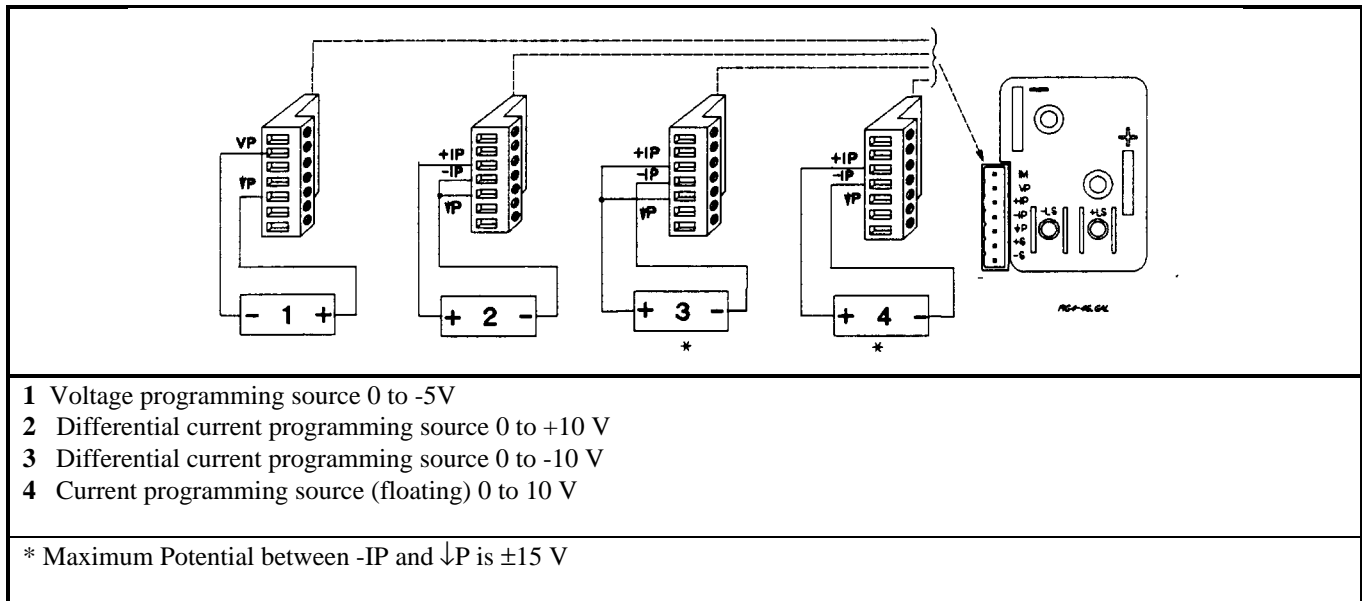 VP
↓P
+IP
-IP
↓P
+IP
-IP
↓P
+IP
-IP
↓P
- 1 +
+ 2 -
+ 3 -
*
+ 4 -
*
-
+
IM
VP
+IP
-IP
↓P
+S
-S
-LS
+LS
1 Voltage programming source 0 to -5V
2 Differential current programming source 0 to +10 V
3 Differential current programming source 0 to -10 V
4 Current programming source (floating) 0 to 10 V
* Maximum Potential between -IP and ↓P is ±15 V